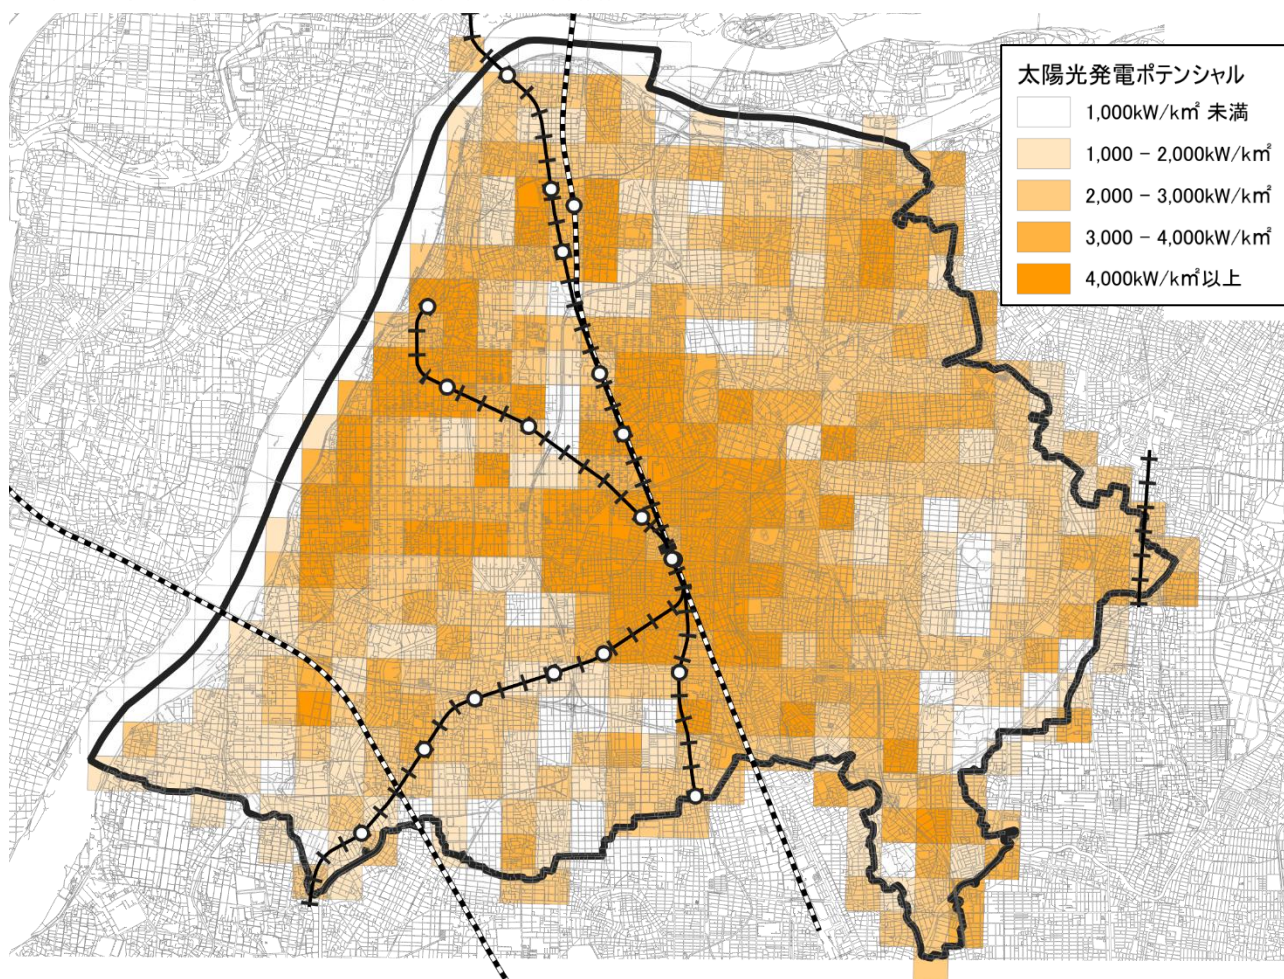 太陽光発電ポテンシャル
1,000kW/k㎡ 未満
1,000 − 2,000kW/k㎡
2,000 − 3,000kW/k㎡
3,000 − 4,000kW/k㎡
4,000kW/k㎡以上